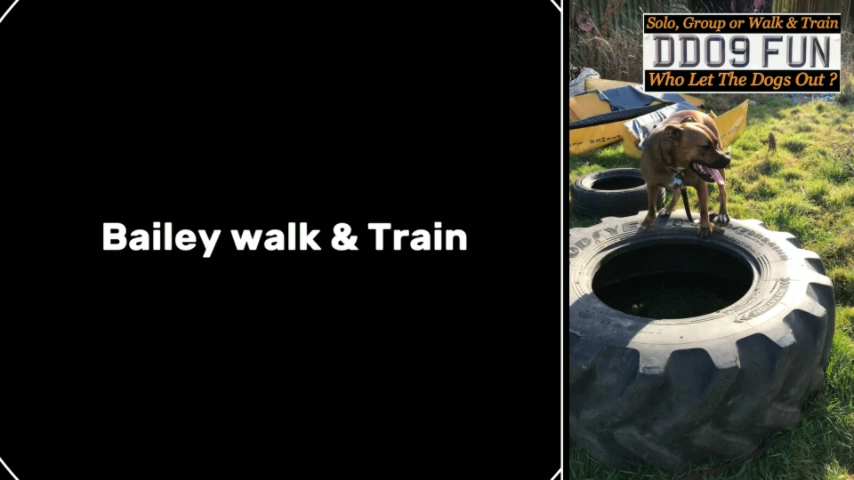 Bailey walk & Train
Solo, Group or Walk & Train
DD09 FUN
Who Let The Dogs Out ?